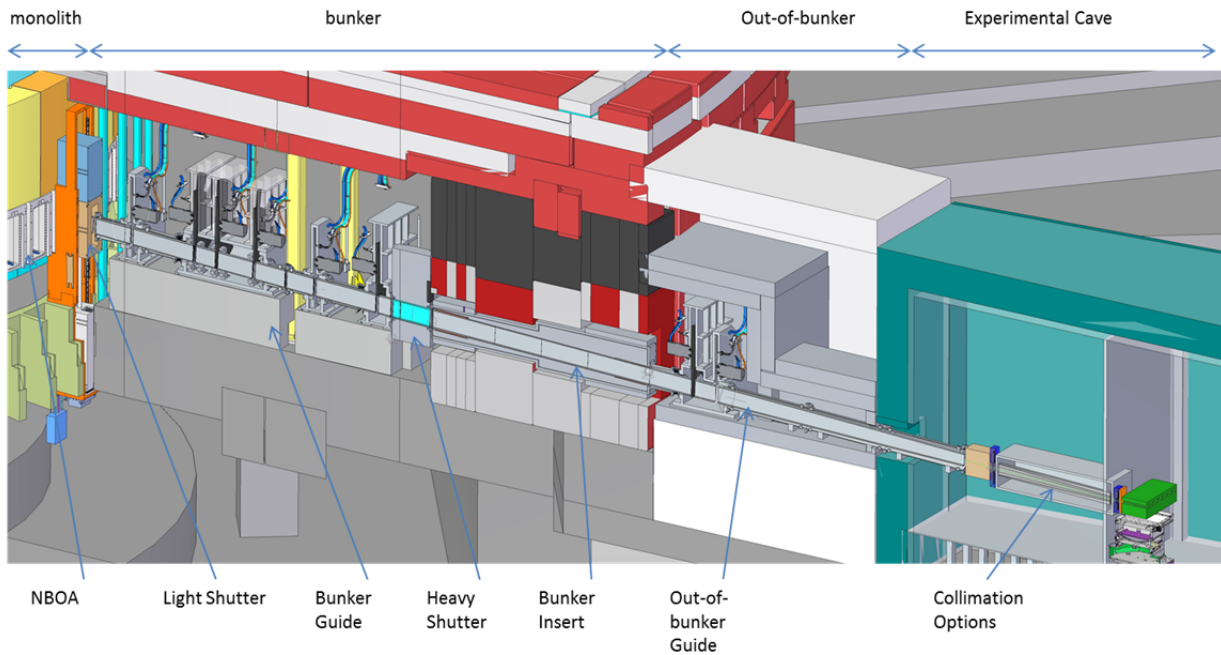 monolith
bunker
Out-of-bunker
Experimental Cave
NBOA
Light Shutter
Bunker
Guide
Heavy
Shutter
Bunker
Insert
Out-of-
bunker
Guide
Collimation
Options